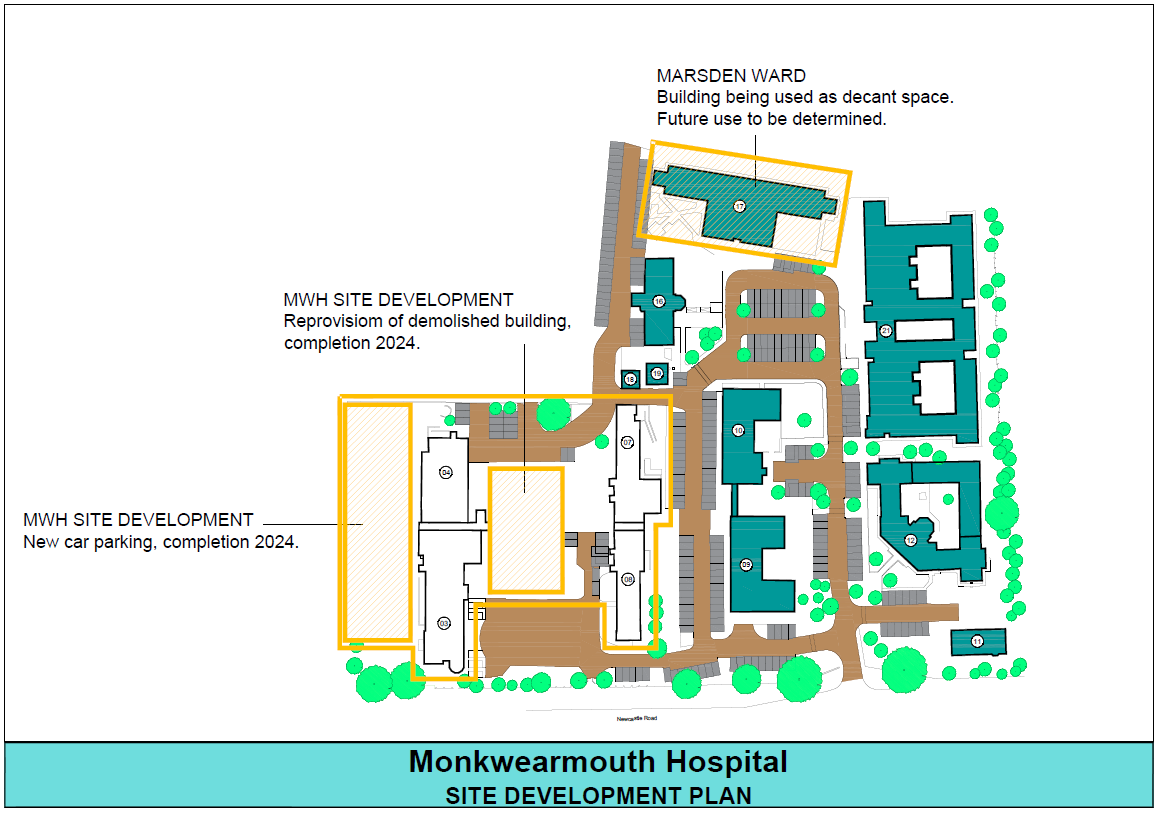 MARSDEN WARD
Building being used as decant space.
Future use to be determined.
17
16
MWH SITE DEVELOPMENT
Reprovisiom of demolished building,
completion 2024.
21
18
19
07
10
04
MWH SITE DEVELOPMENT
New car parking, completion 2024.
12
09
08
03
11
Newcastle Road
Monkwearmouth Hospital
SITE DEVELOPMENT PLAN